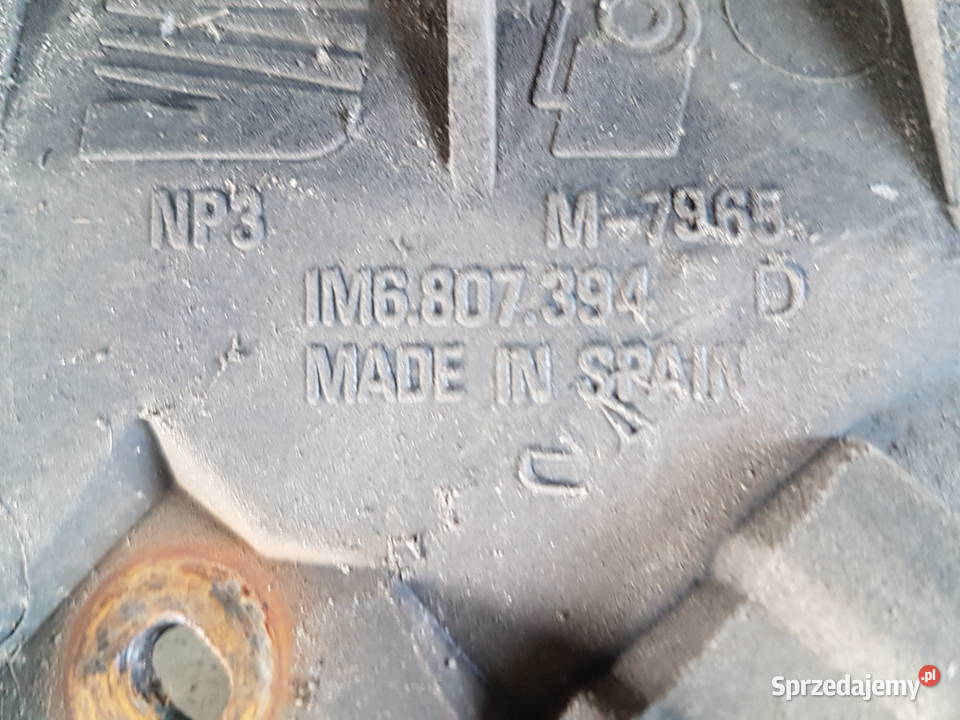 NP3 M-7965
1M6.807.394 D
MADE IN SPAIN
Sprzedajemy.pl